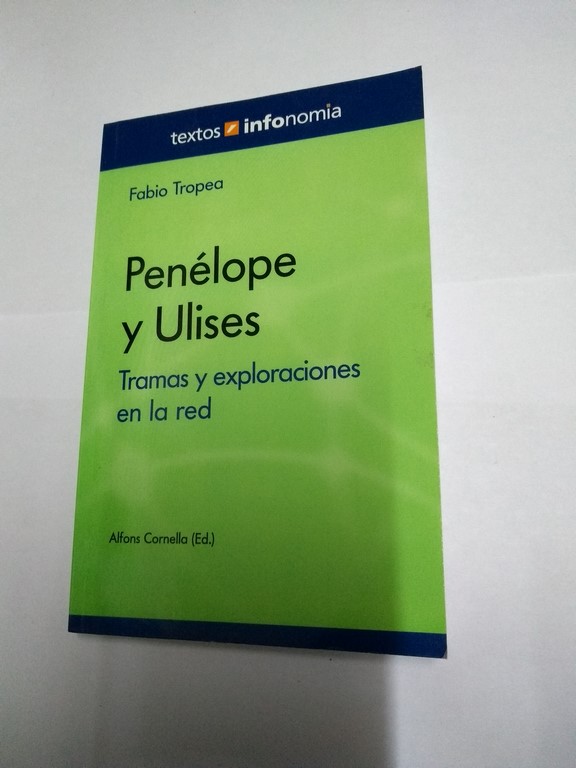 textos infonomia
Fabio Tropea
Penélope
y Ulises
Tramas y exploraciones
en la red
Alfons Cornella (Ed.)